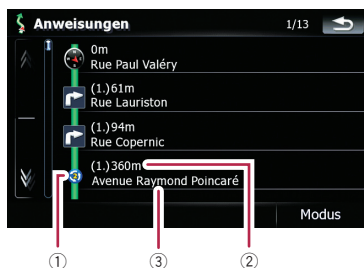 Anweisungen
1/13
0m
Rue Paul Valéry
(1.)61m
Rue Lauriston
(1.)94m
Rue Copernic
(1.)360m
Avenue Raymond Poincaré
Modus
① ③ ②